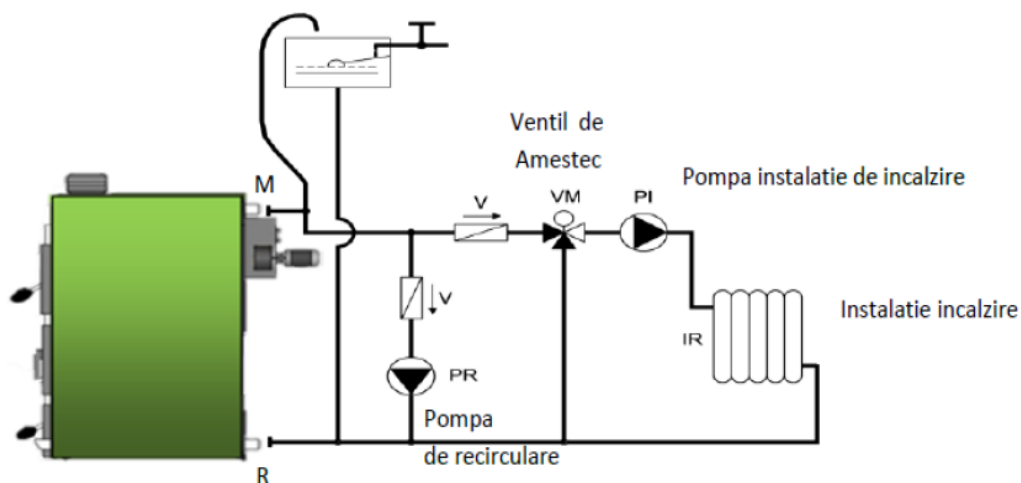 Ventil de
Amestec
M
V
VM
PI
Pompa instalatie de incalzire
V
PR
IR
Instalatie incalzire
Pompa
de recirculare
R